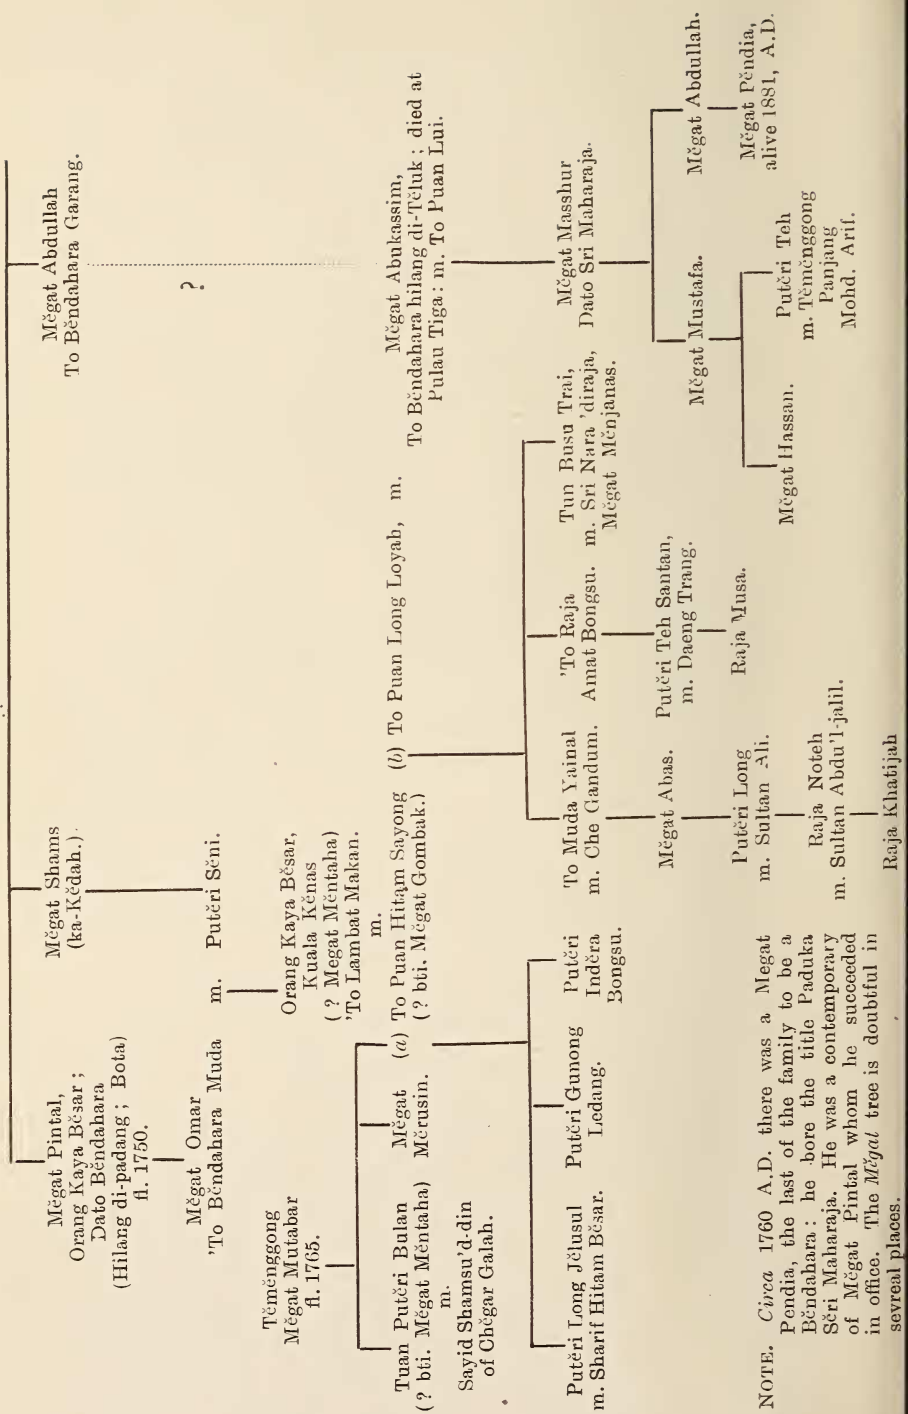 Mĕgat Pintal,
Orang Kaya Bĕsar ;
Dato Bĕndahara
(Hilang di-padang ; Bota)
fl. 1750.
Mĕgat Shams
(ka-Kĕdah.)
Mĕgat Abdullah
To Bĕndahara Garang.
Mĕgat Omar
'To Bĕndahara Muda
m. Putĕri Sĕni.
?
Tĕmĕnggong
Mĕgat Mutabar
fl. 1765.
Orang Kaya Bĕsar,
Kuala Kĕnas
( ? Megat Mĕntaha)
'To Lambat Makan.
m.
Tuan Putĕri Bulan
( ? bti. Mĕgat Mĕntaha)
m.
Sayid Shamsu'd-din
of Chĕgar Galah.
Mĕgat
Mĕrusin.
(a) To Puan Hitam Sayong
( ? bti. Mĕgat Gombak.)
(b) To Puan Long Loyab, m.
Mĕgat Abukassim,
To Bĕndahara hilang di-Tĕluk ; died at
Pulau Tiga : m. To Puan Lui.
Putĕri Long Jĕlusul
m. Sharif Hitam Bĕsar.
Putĕri Gunong
Ledang.
Putĕri
Indĕra
Bongsu.
To Muda Yainal
m. Che Gandum.
'To Raja
Amat Bongsu.
Tun Busu Trai,
m. Sri Nara 'diraja,
Mĕgat Mĕnjanas.
Mĕgat Masshur
Dato Sri Maharaja.
Mĕgat Abas.
Putĕri Teh Santan,
m. Daeng Trang.
Mĕgat Mustafa.
Mĕgat Abdullah.
Putĕri Long
m. Sultan Ali.
Raja Musa.
Mĕgat Hassan.
Putĕri Teh
m. Tĕmĕnggong
Panjang
Mohd. Arif.
Mĕgat Pĕndia,
alive 1881, A.D.
Raja Noteh
m. Sultan Abdu'l-jalil.
Raja Khatijah
NOTE. Circa 1760 A.D. there was a Megat
Pendia, the last of the family to be a
Bĕndahara : he bore the title Paduka
Sĕri Maharaja. He was a contemporary
of Mĕgat Pintal whom he succeeded
in office. The Mĕgat tree is doubtful in
sevreal places.